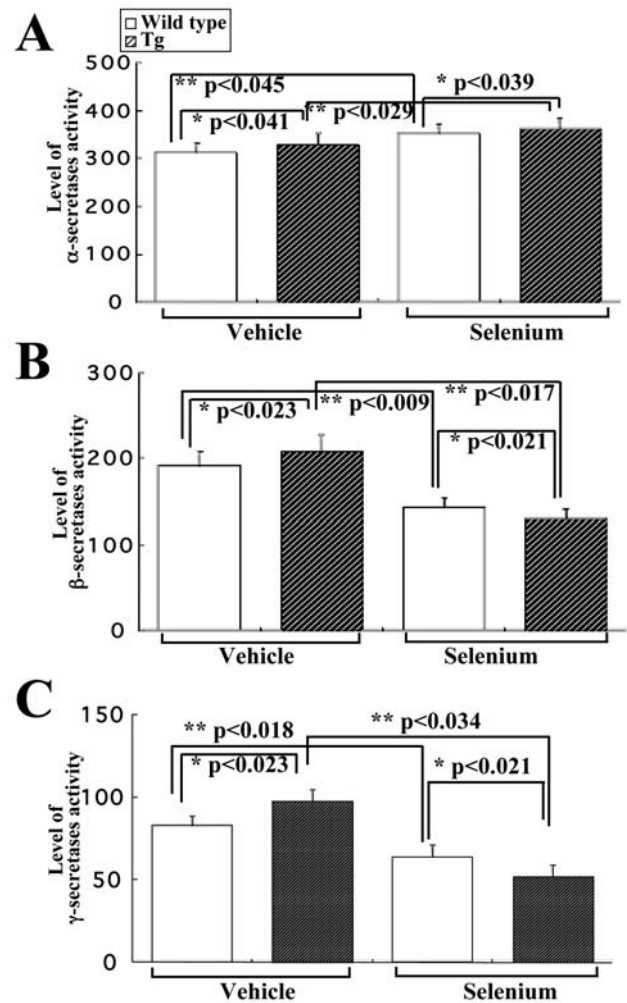 A
Wild type
Tg
500
400
300
200
100
0
Level of
α-secretases activity
** p<0.045
* p<0.039
** p<0.029
* p<0.041
Vehicle
Selenium
B
300
200
100
0
Level of
β-secretases activity
** p<0.017
* p<0.023
** p<0.009
* p<0.021
Vehicle
Selenium
C
150
100
50
0
Level of
γ-secretases activity
** p<0.018
** p<0.034
* p<0.023
* p<0.021
Vehicle
Selenium